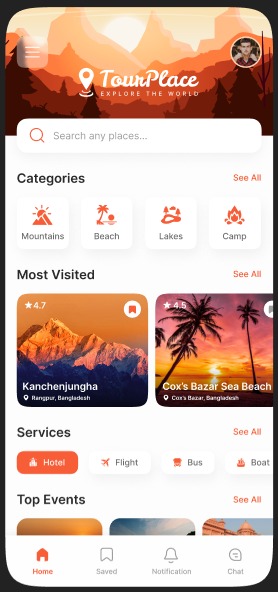 TourPlace
EXPLORE THE WORLD
Search any places...
Categories
See All
Mountains
Beach
Lakes
Camp
Most Visited
See All
★4.7
★4.5
Kanchenjungha
Rangpur, Bangladesh
Cox's Bazar Sea Beach
Cox's Bazar, Bangladesh
Services
See All
Hotel
Flight
Bus
Boat
Top Events
See All
Home
Saved
Notification
Chat